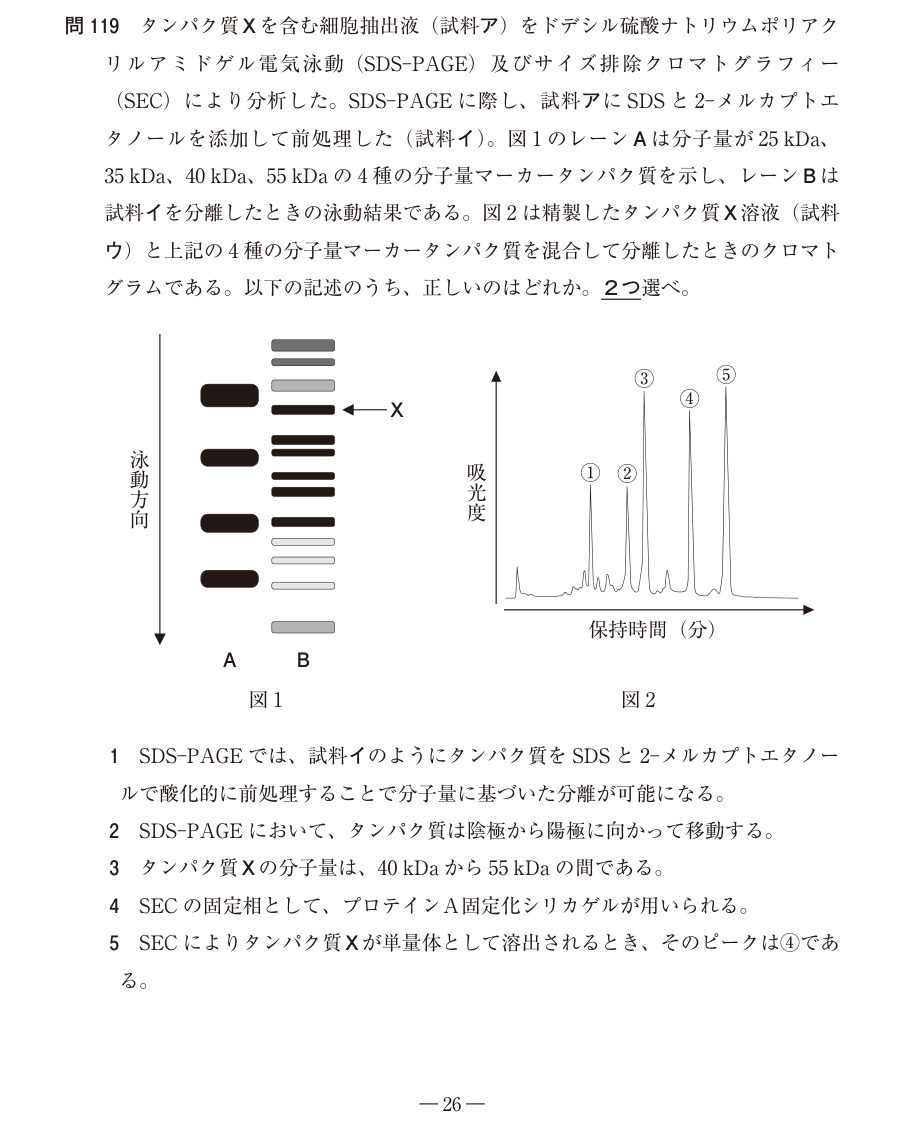 問 119　タンパク質Xを含む細胞抽出液（試料ア）をドデシル硫酸ナトリウムポリアク
リルアミドゲル電気泳動（SDS-PAGE）及びサイズ排除クロマトグラフィー
（SEC）により分析した。SDS-PAGE に際し、試料アに SDS と 2-メルカプトエ
タノールを添加して前処理した（試料イ）。図1のレーンAは分子量が 25 kDa、
35 kDa、40 kDa、55 kDa の4種の分子量マーカータンパク質を示し、レーンBは
試料イを分離したときの泳動結果である。図2は精製したタンパク質X溶液（試料
ウ）と上記の4種の分子量マーカータンパク質を混合して分離したときのクロマト
グラムである。以下の記述のうち、正しいのはどれか。2つ選べ。
泳動方向
X
A
B
図1
吸光度
①
②
③
④
⑤
保持時間（分）
図2
1　SDS-PAGE では、試料イのようにタンパク質を SDS と 2-メルカプトエタノー
ルで酸化的に前処理することで分子量に基づいた分離が可能になる。
2　SDS-PAGE において、タンパク質は陰極から陽極に向かって移動する。
3　タンパク質Xの分子量は、40 kDa から 55 kDa の間である。
4　SEC の固定相として、プロテインA固定化シリカゲルが用いられる。
5　SEC によりタンパク質Xが単量体として溶出されるとき、そのピークは④であ
る。
— 26 —